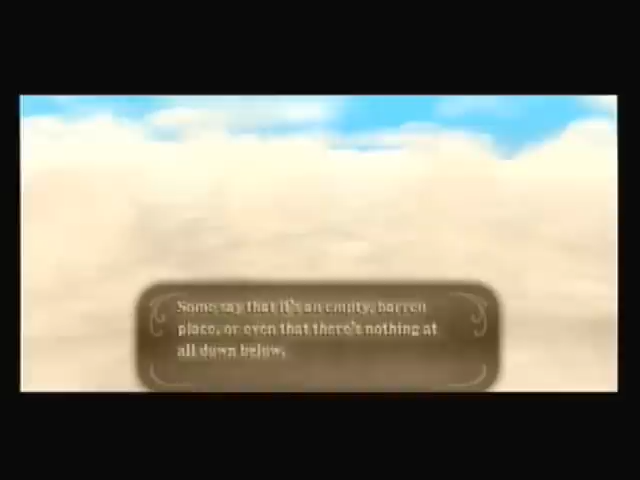 Some say that it's an empty, barren
place, or even that there's nothing at
all down below.